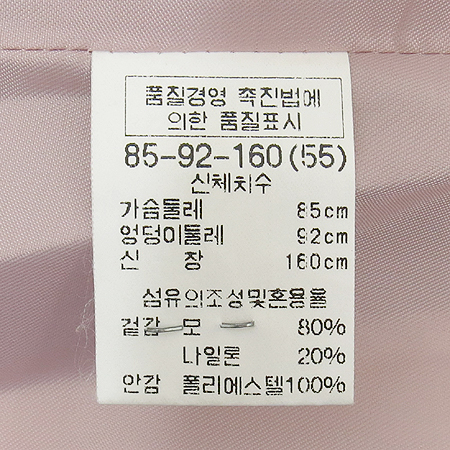 품질경영 촉진법에
의한 품질표시
85-92-160(55)
신체치수
가슴둘레 85cm
엉덩이둘레 92cm
신 장 160cm
섬유의조성및혼용율
겉감 모 80%
나일론 20%
안감 폴리에스텔100%